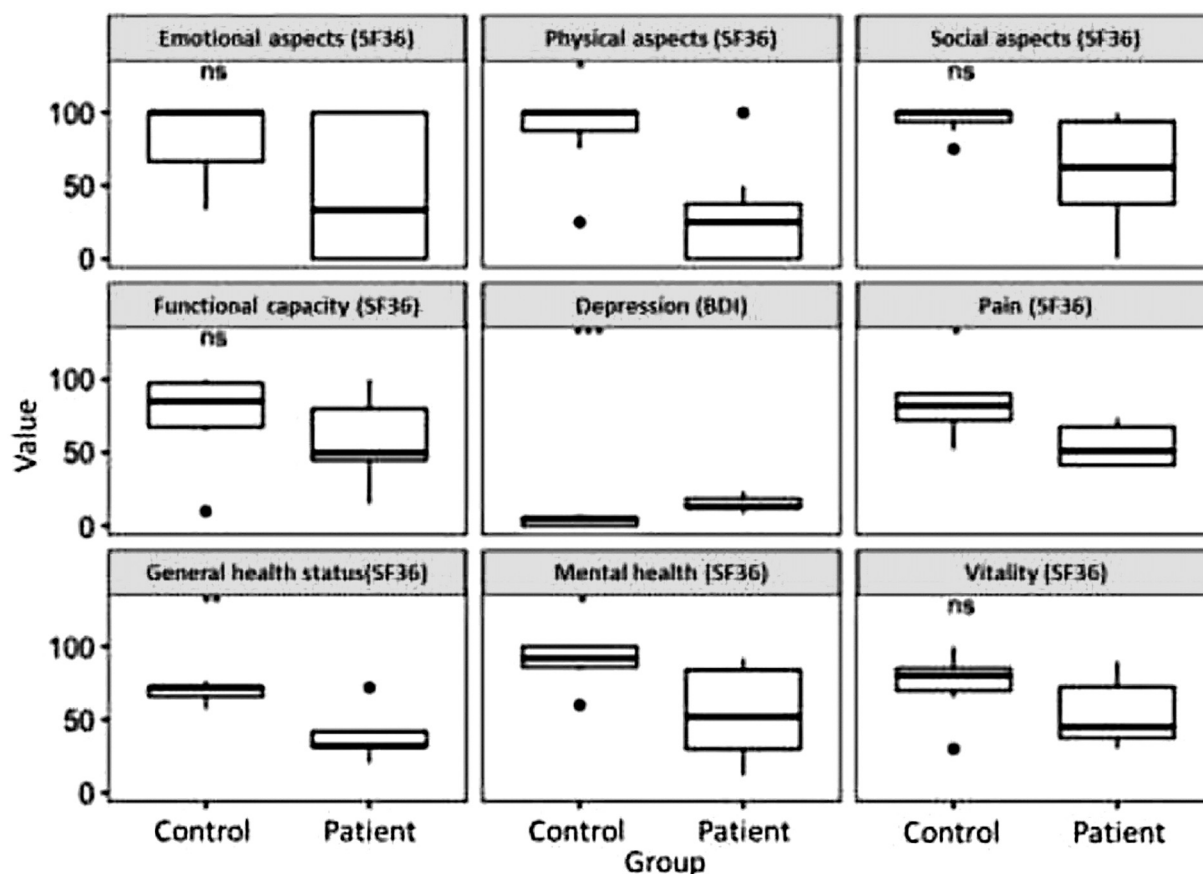 Emotional aspects (SF36) Physical aspects (SF36) Social aspects (SF36)
ns ns
100
50
0
Functional capacity (SF36) Depression (BDI) Pain (SF36)
ns
100
50
0
General health status(SF36) Mental health (SF36) Vitality (SF36)
ns
100
50
0
Value
Control Patient Control Patient Control Patient
Group